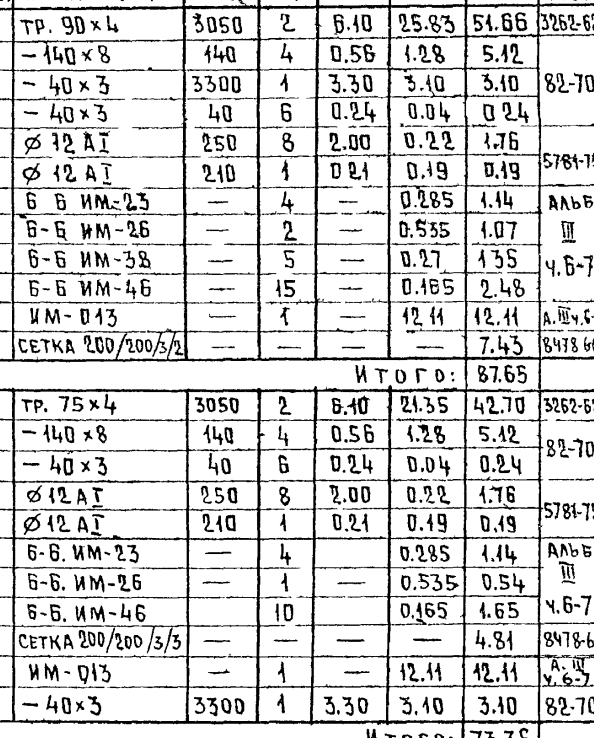 ТР. 90×4 3050 2 6.10 25.83 51.66 3262-62
–140×8 140 4 0.56 1.28 5.12
– 40×3 3300 1 3.30 3.10 3.10 82-70
– 40×3 40 6 0.24 0.04 0 24
Ø 12 АI 250 8 2.00 0.22 1.76
Ø 12 АI 210 1 0 21 0.19 0.19 5781-75
Б Б ИМ-23 — 4 — 0.285 1.14 АЛЬБ
Б-Б ИМ-26 — 2 — 0.535 1.07 III
Б-Б ИМ-38 — 5 — 0.27 1 35 ч.6-7
Б-Б ИМ-46 — 15 — 0.165 2.48
ИМ-013 — 1 — 12 11 12.11 А.III ч.6-
СЕТКА 200/200/3/2 — — — — 7.43 8478 66
ИТОГО: 87.65
ТР. 75×4 3050 2 6.10 21.35 42.70 3262-62
–140×8 140 4 0.56 1.28 5.12
– 40×3 40 6 0.24 0.04 0.24 82-70
Ø12 АI 250 8 2.00 0.22 1.76
Ø12 АI 210 1 0.21 0.19 0.19 5781-75
Б-Б. ИМ-23 — 4 0.285 1.14 АЛЬБ
Б-Б. ИМ-26 — 1 — 0.535 0.54 III
Б-Б. ИМ-46 10 0.165 1.65 ч.6-7
СЕТКА 200/200/3/3 — — — — 4.81 8478-6
ИМ-013 — 1 — 12.11 12.11 А. III ч.6-7
– 40×3 3300 1 3.30 3.10 3.10 82-70